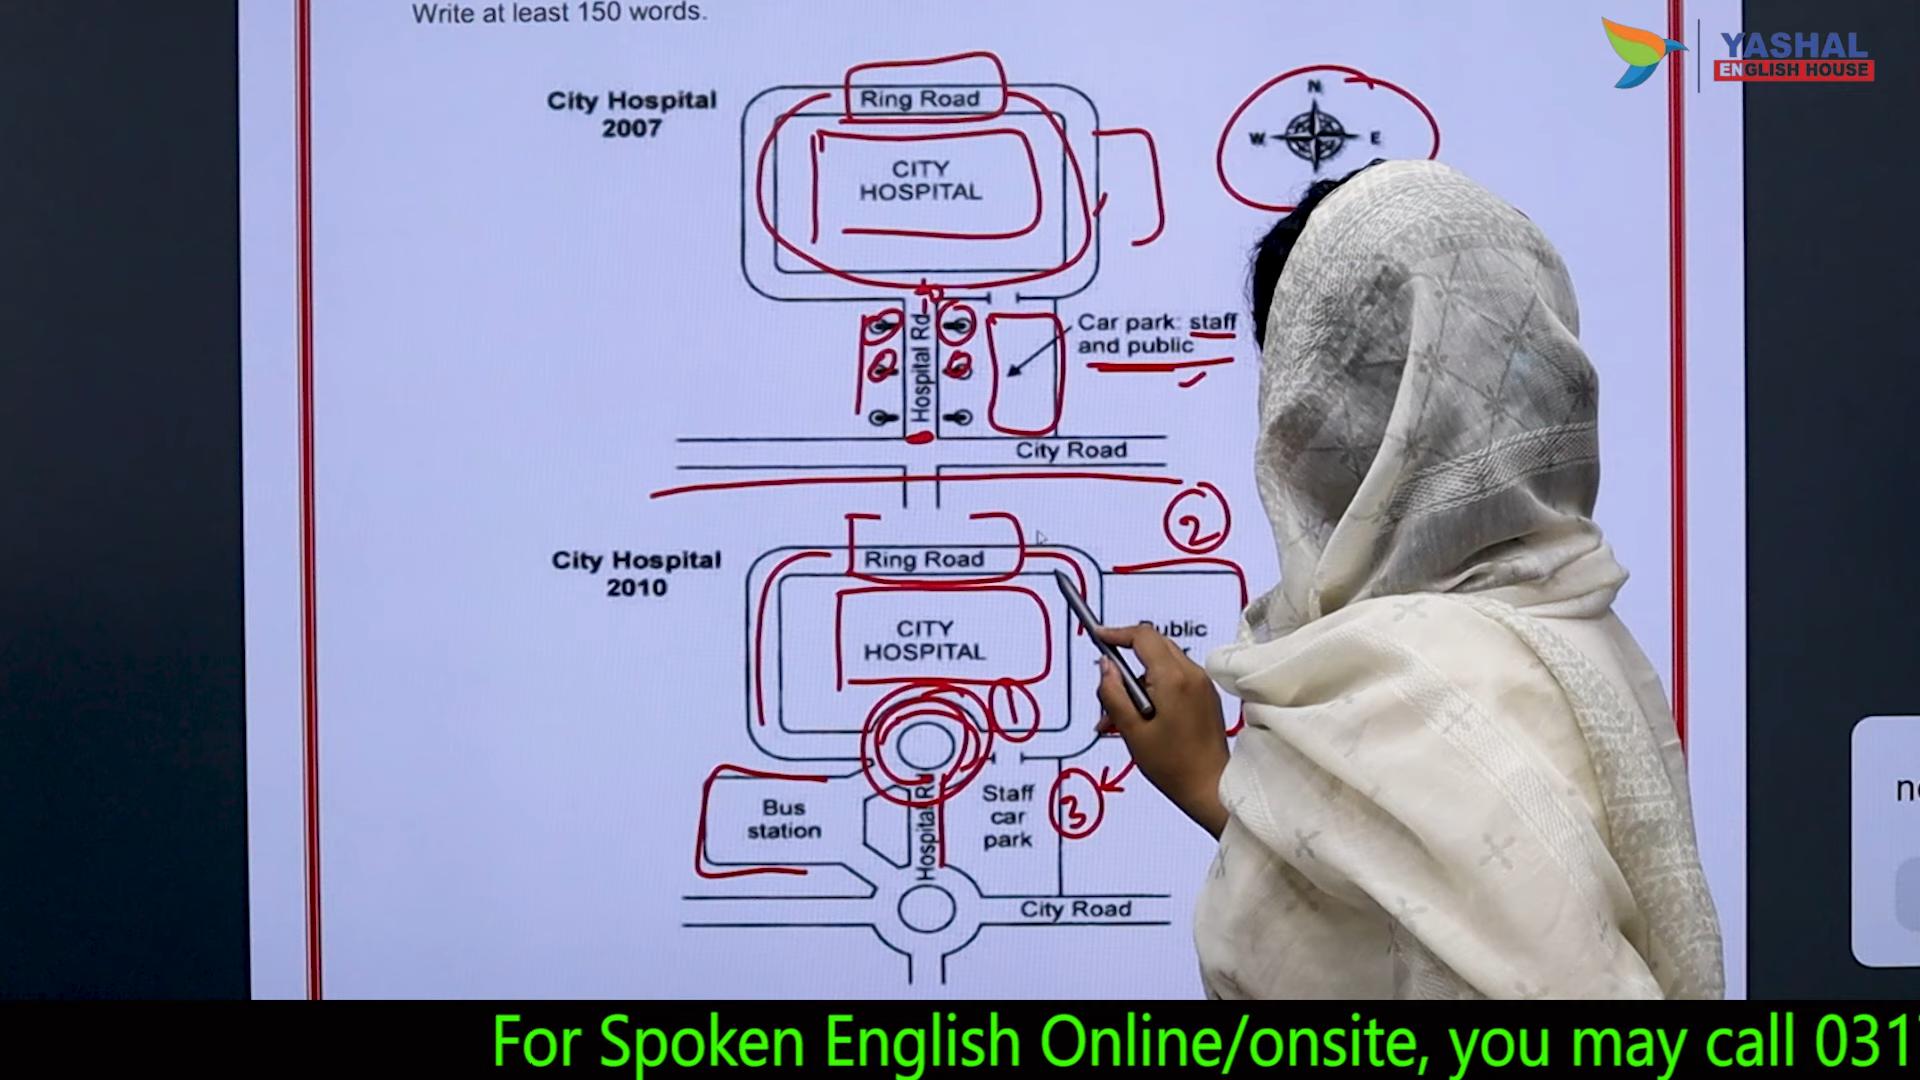 Write at least 150 words.
YASHAL
ENGLISH HOUSE
City Hospital
2007
Ring Road
CITY
HOSPITAL
N
W
E
Hospital Rd
Car park: staff
and public
City Road
2
City Hospital
2010
Ring Road
CITY
HOSPITAL
Public
1
Bus
station
Hospital Rd
Staff
car
park
3
City Road
For Spoken English Online/onsite, you may call 031